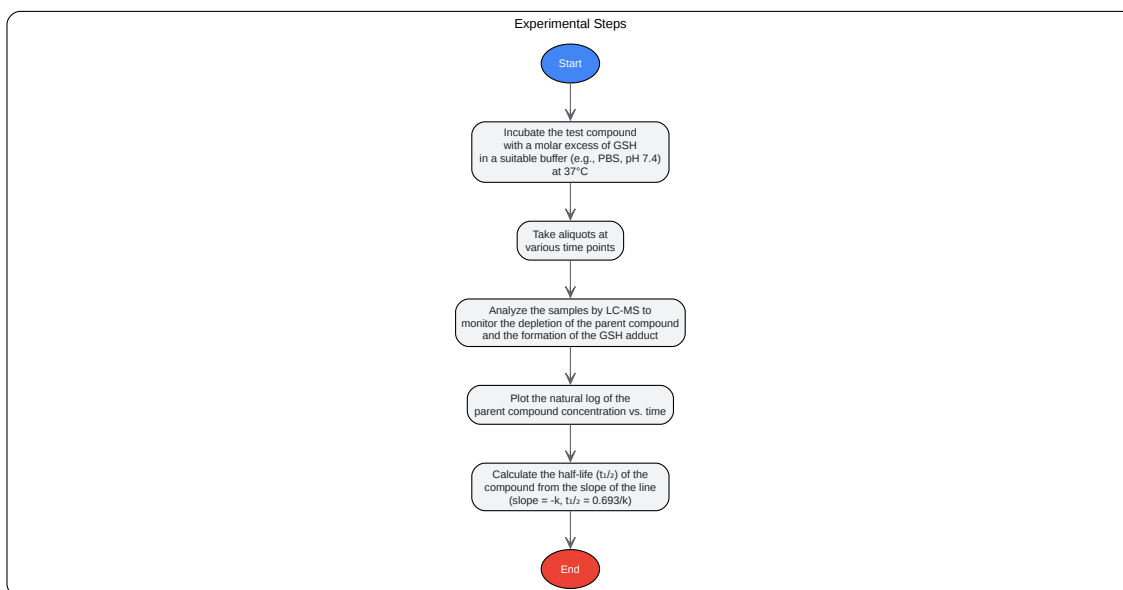 Experimental Steps
Start
Incubate the test compound
with a molar excess of GSH
in a suitable buffer (e.g., PBS, pH 7.4)
at 37°C
Take aliquots at
various time points
Analyze the samples by LC-MS to
monitor the depletion of the parent compound
and the formation of the GSH adduct
Plot the natural log of the
parent compound concentration vs. time
Calculate the half-life (t₁/₂) of the
compound from the slope of the line
(slope = -k, t₁/₂ = 0.693/k)
End